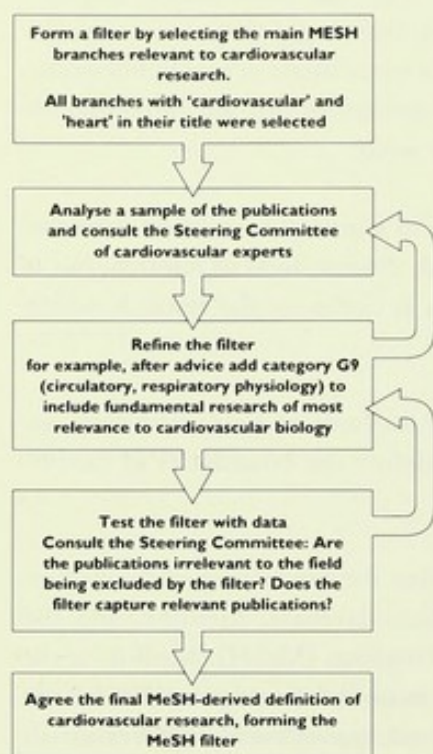 Form a filter by selecting the main MESH
branches relevant to cardiovascular
research.
All branches with 'cardiovascular' and
'heart' in their title were selected
Analyse a sample of the publications
and consult the Steering Committee
of cardiovascular experts
Refine the filter
for example, after advice add category G9
(circulatory, respiratory physiology) to
include fundamental research of most
relevance to cardiovascular biology
Test the filter with data
Consult the Steering Committee: Are
the publications irrelevant to the field
being excluded by the filter? Does the
filter capture relevant publications?
Agree the final MeSH-derived definition of
cardiovascular research, forming the
MeSH filter